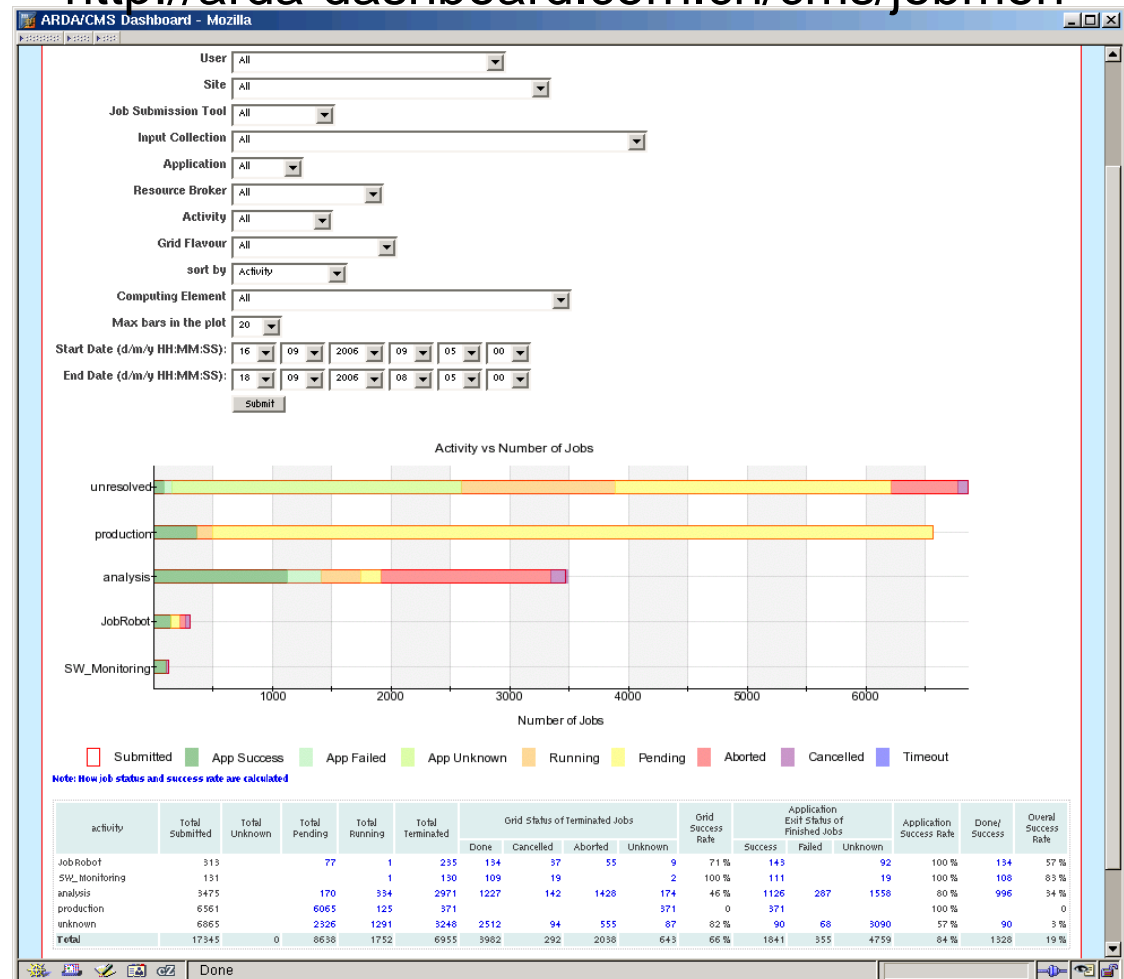 http://arda-dashboard.cern.ch/cms/jobmon
ARDA/CMS Dashboard - Mozilla
User All
Site All
Job Submission Tool All
Input Collection All
Application All
Resource Broker All
Activity All
Grid Flavour All
sort by Activity
Computing Element All
Max bars in the plot 20
Start Date (d/m/y HH:MM:SS): 16 09 2006 09 05 00
End Date (d/m/y HH:MM:SS): 18 09 2006 08 05 00
Submit
Activity vs Number of Jobs
unresolved
production
analysis
JobRobot
SW_Monitoring
1000 2000 3000 4000 5000 6000
Number of Jobs
Submitted App Success App Failed App Unknown Running Pending Aborted Cancelled Timeout
Note: How job status and success rate are calculated
activity Total Submitted Total Unknown Total Pending Total Running Total Terminated Grid Status of Terminated Jobs Grid Success Rate Application Exit Status of Finished Jobs Application Success Rate Done/ Success Overal Success Rate
Done Cancelled Aborted Unknown Success Failed Unknown
JobRobot 313 77 1 235 134 37 55 9 71 % 143 92 100 % 134 57 %
SW_Monitoring 131 1 130 109 19 2 100 % 111 19 100 % 108 83 %
analysis 3475 170 334 2971 1227 142 1428 174 46 % 1126 287 1558 80 % 996 34 %
production 6561 6065 125 371 371 0 371 100 % 0
unknown 6865 2326 1291 3248 2512 94 555 87 82 % 90 68 3090 57 % 90 3 %
Total 17345 0 8638 1752 6955 3982 292 2038 643 66 % 1841 355 4759 84 % 1328 19 %
Done